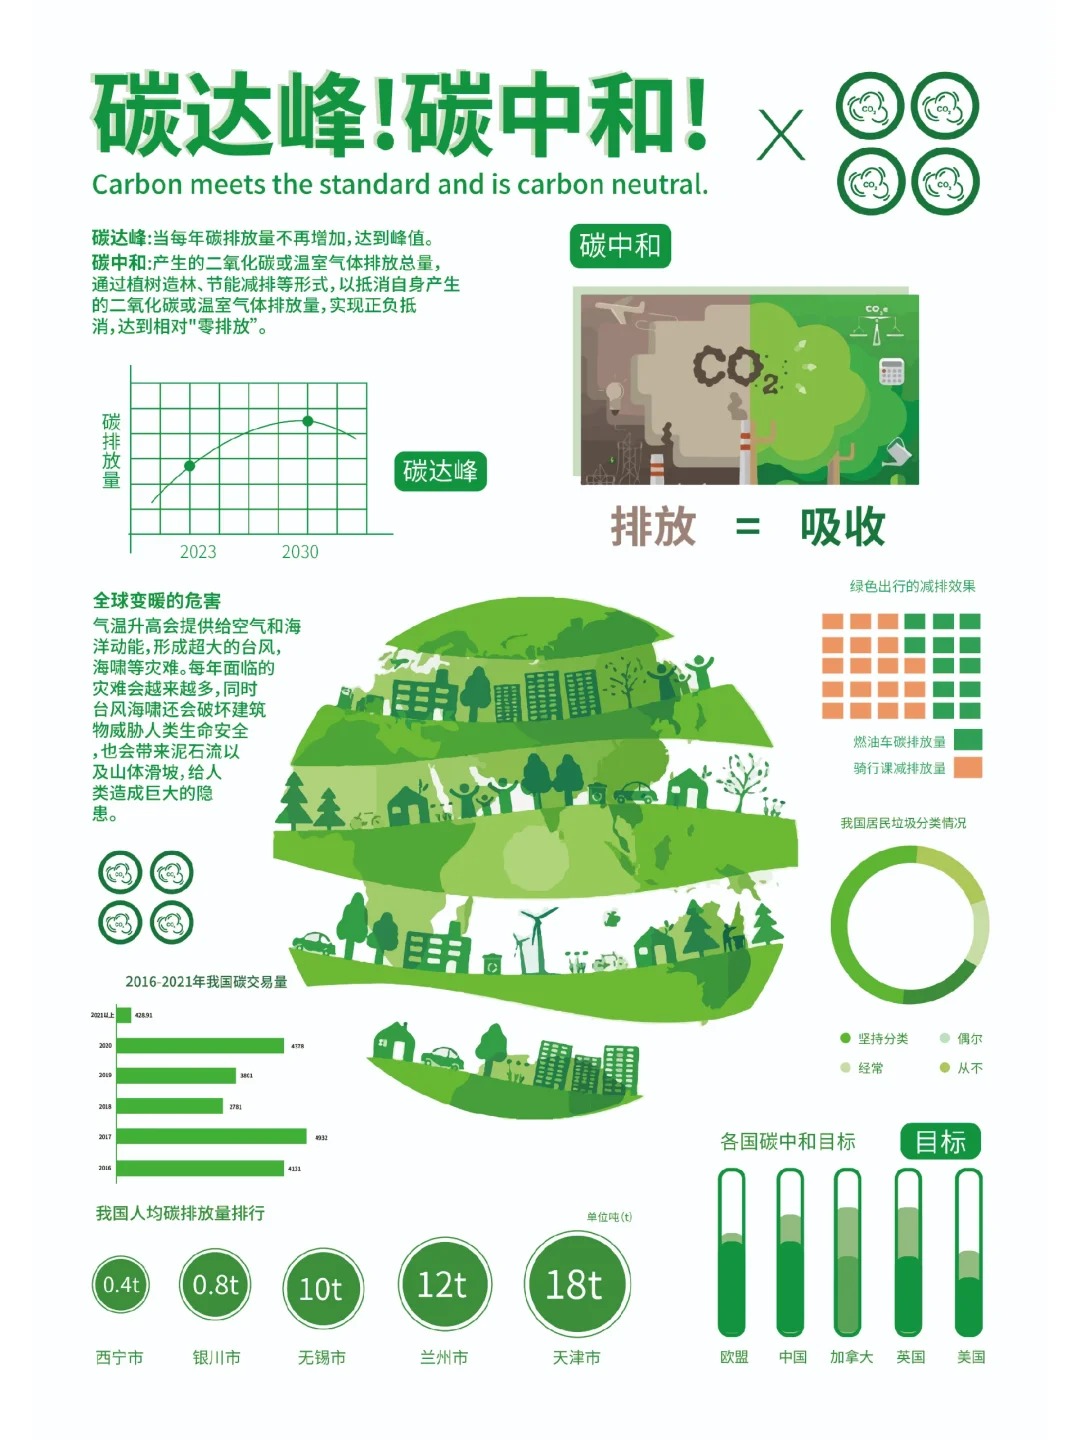 碳达峰!碳中和!
X
Carbon meets the standard and is carbon neutral.
碳达峰:当每年碳排放量不再增加,达到峰值。
碳中和:产生的二氧化碳或温室气体排放总量,
通过植树造林、节能减排等形式,以抵消自身产生
的二氧化碳或温室气体排放量,实现正负抵
消,达到相对"零排放”。
碳排放量
2023
2030
碳达峰
碳中和
CO₂e
CO₂
排放 = 吸收
全球变暖的危害
气温升高会提供给空气和海
洋动能,形成超大的台风,
海啸等灾难。每年面临的
灾难会越来越多,同时
台风海啸还会破坏建筑
物威胁人类生命安全
,也会带来泥石流以
及山体滑坡,给人
类造成巨大的隐
患。
绿色出行的减排效果
燃油车碳排放量
骑行课减排放量
我国居民垃圾分类情况
坚持分类
偶尔
经常
从不
2016-2021年我国碳交易量
2021以上 428.91
2020 4378
2019
2018 2781
2017 4932
2016 4131
我国人均碳排放量排行
单位吨(t)
0.4t
0.8t
10t
12t
18t
西宁市
银川市
无锡市
兰州市
天津市
各国碳中和目标
目标
欧盟
中国
加拿大
英国
美国